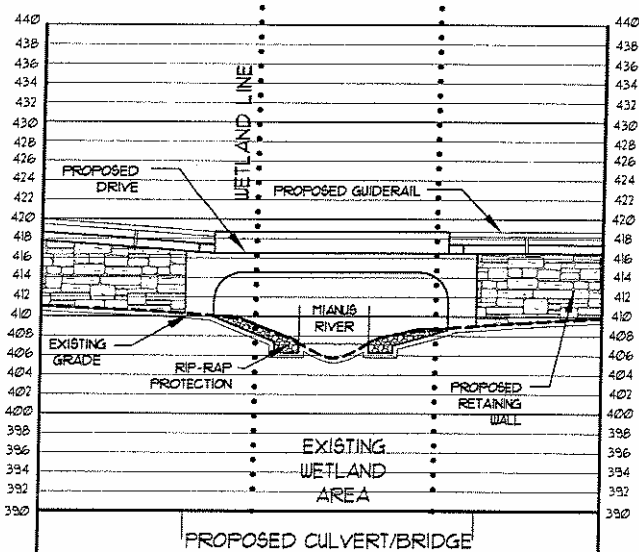 440 440
438 438
436 436
434 434
432 432
430 430
428 428
426 426
424 424
422 422
420 420
418 418
416 416
414 414
412 412
410 410
408 408
406 406
404 404
402 402
400 400
398 398
396 396
394 394
392 392
390 390
WETLAND LINE
PROPOSED
DRIVE
PROPOSED GUIDERAIL
MIANUS
RIVER
EXISTING
GRADE
RIP-RAP
PROTECTION
PROPOSED
RETAINING
WALL
EXISTING
WETLAND
AREA
PROPOSED CULVERT/BRIDGE